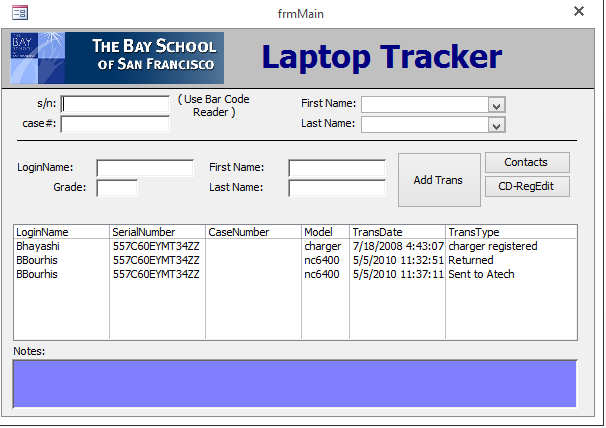 frmMain
THE BAY SCHOOL
OF SAN FRANCISCO
BAY
Laptop Tracker
s/n:
( Use Bar Code
Reader )
First Name:
case#:
Last Name:
LoginName:
First Name:
Add Trans
Contacts
Grade:
Last Name:
CD-RegEdit
LoginName SerialNumber CaseNumber Model TransDate TransType
Bhayashi 557C60EYMT34ZZ charger 7/18/2008 4:43:07 charger registered
BBourhis 557C60EYMT34ZZ nc6400 5/5/2010 11:32:51 Returned
BBourhis 557C60EYMT34ZZ nc6400 5/5/2010 11:37:11 Sent to Atech
Notes: